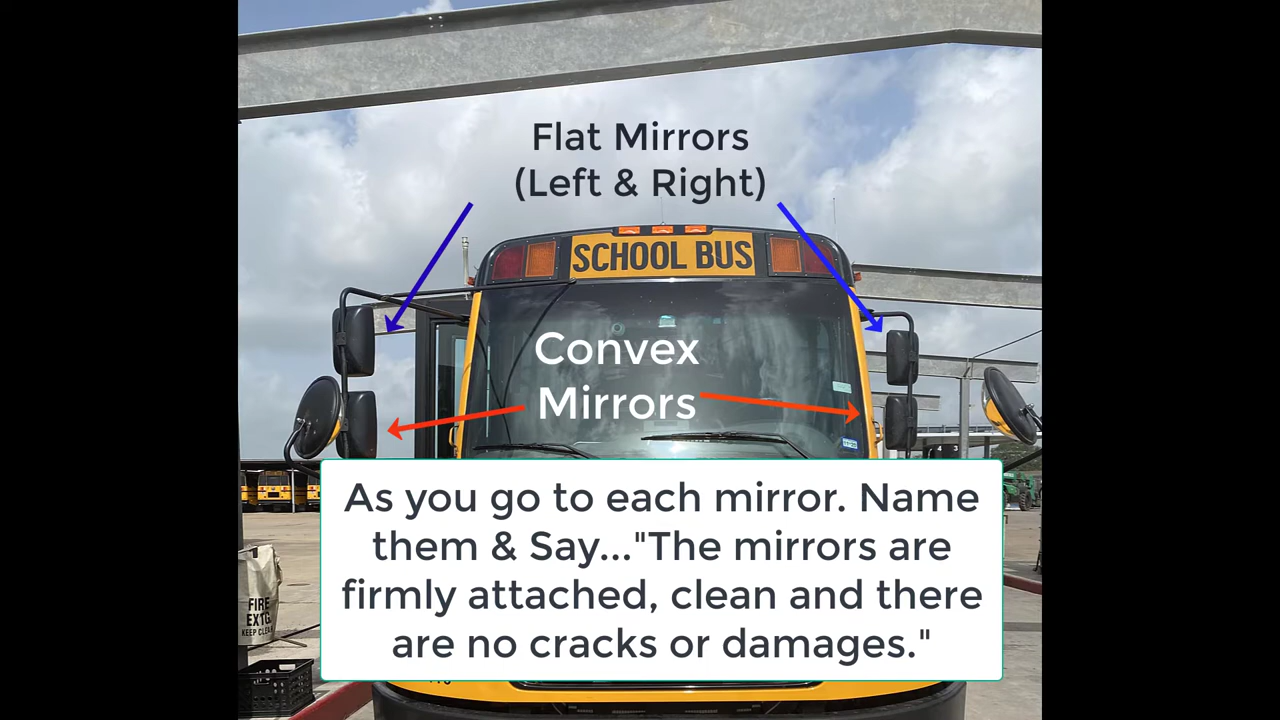 Flat Mirrors
(Left & Right)
SCHOOL BUS
Convex
Mirrors
As you go to each mirror. Name
them & Say..."The mirrors are
firmly attached, clean and there
are no cracks or damages."
FIRE
EXTG.
KEEP CLEAR